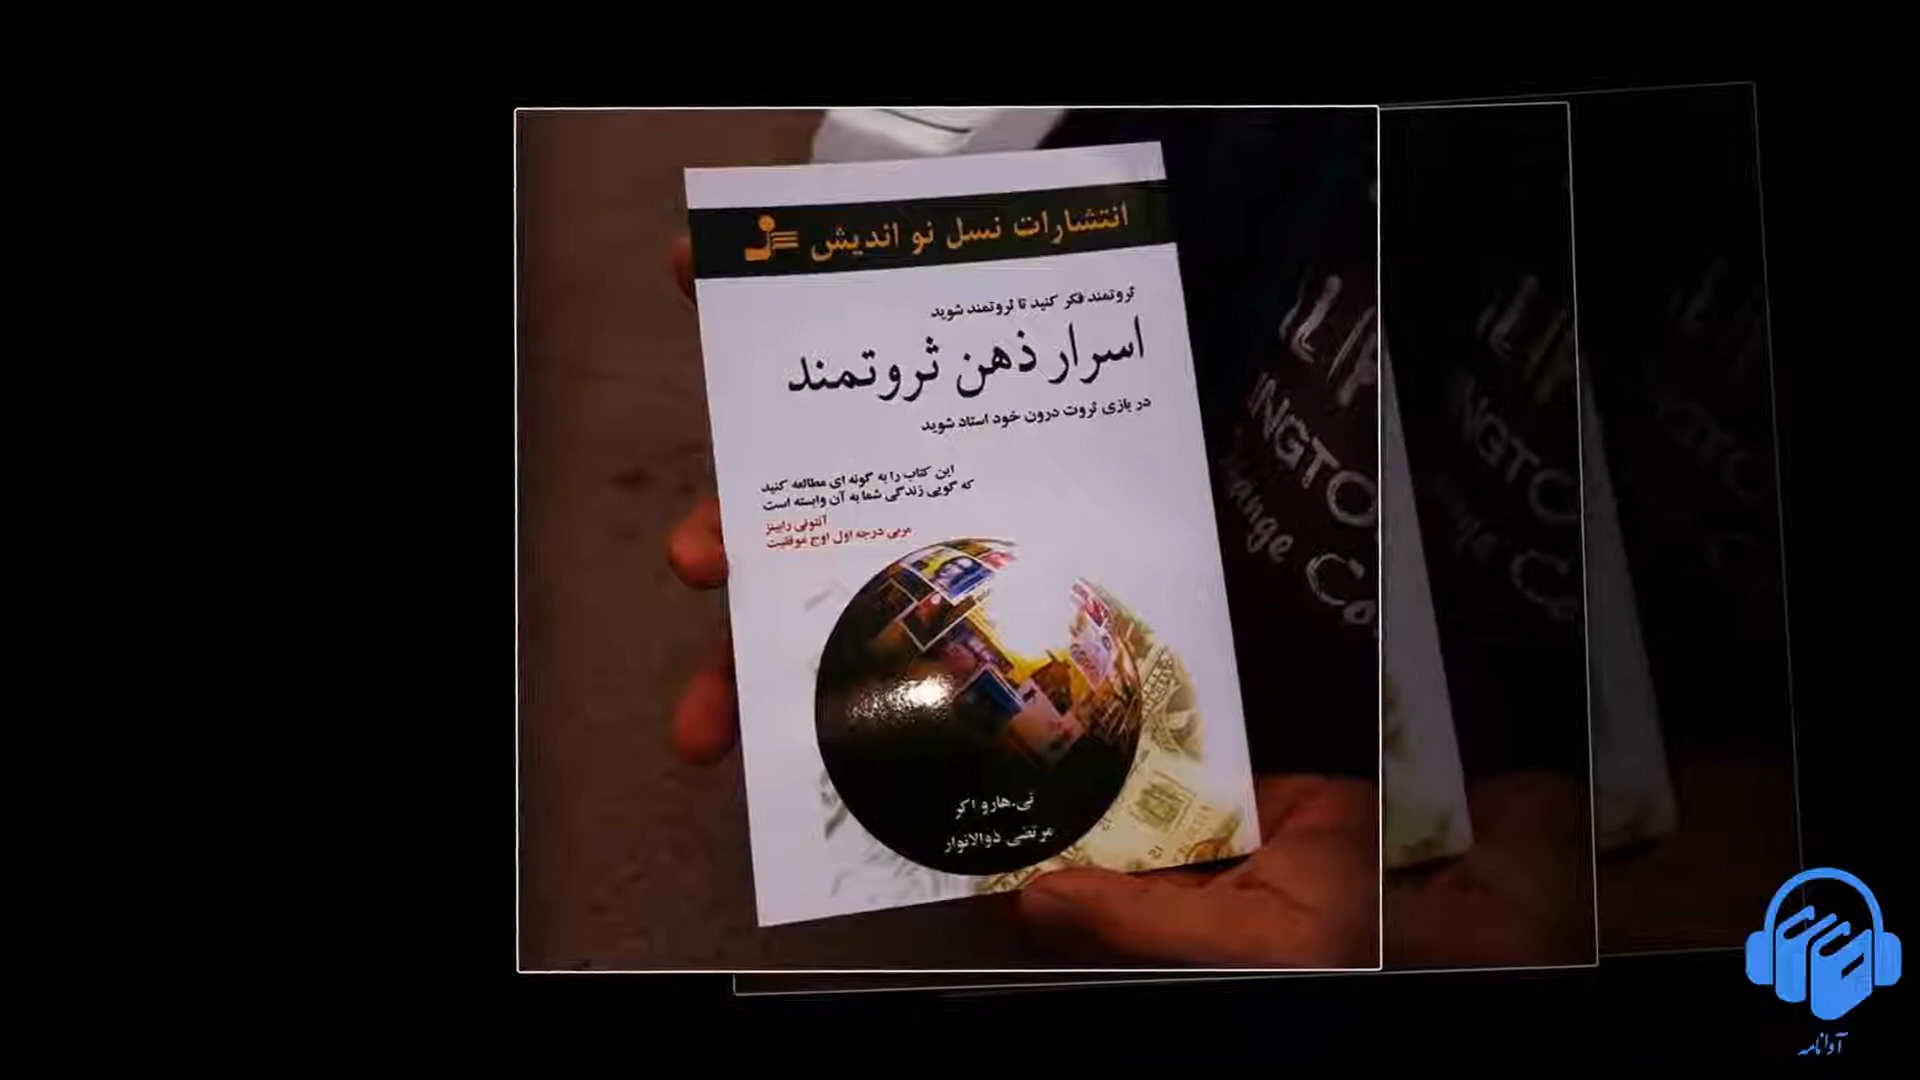 انتشارات نسل نو اندیش
ثروتمند فکر کنید تا ثروتمند شوید
اسرار ذهن ثروتمند
در بازی ثروت درون خود استاد شوید
این کتاب را به گونه ای مطالعه کنید
که گویی زندگی شما به آن وابسته است
آنتونی رابینز
مربی درجه اول اوج موفقیت
تی.هارو اکر
مرتضی ذوالانوار
INGTO
Co
آوانامه